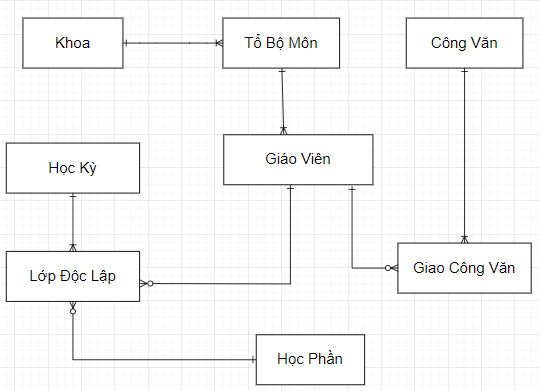 Khoa
Tổ Bộ Môn
Công Văn
Giáo Viên
Học Kỳ
Lớp Độc Lập
Giao Công Văn
Học Phần